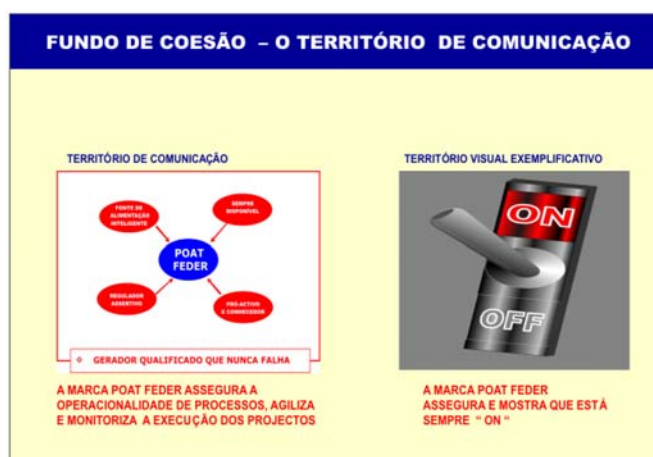 FUNDO DE COESÃO – O TERRITÓRIO DE COMUNICAÇÃO
TERRITÓRIO DE COMUNICAÇÃO
FONTE DE
ALIMENTAÇÃO
INTELIGENTE
SEMPRE
DISPONÍVEL
POAT
FEDER
REGULADOR
ASSERTIVO
PRO-ACTIVO
E CONHECEDOR
GERADOR QUALIFICADO QUE NUNCA FALHA
A MARCA POAT FEDER ASSEGURA A
OPERACIONALIDADE DE PROCESSOS, AGILIZA
E MONITORIZA A EXECUÇÃO DOS PROJECTOS
TERRITÓRIO VISUAL EXEMPLIFICATIVO
ON
OFF
A MARCA POAT FEDER
ASSEGURA E MOSTRA QUE ESTÁ
SEMPRE “ ON “